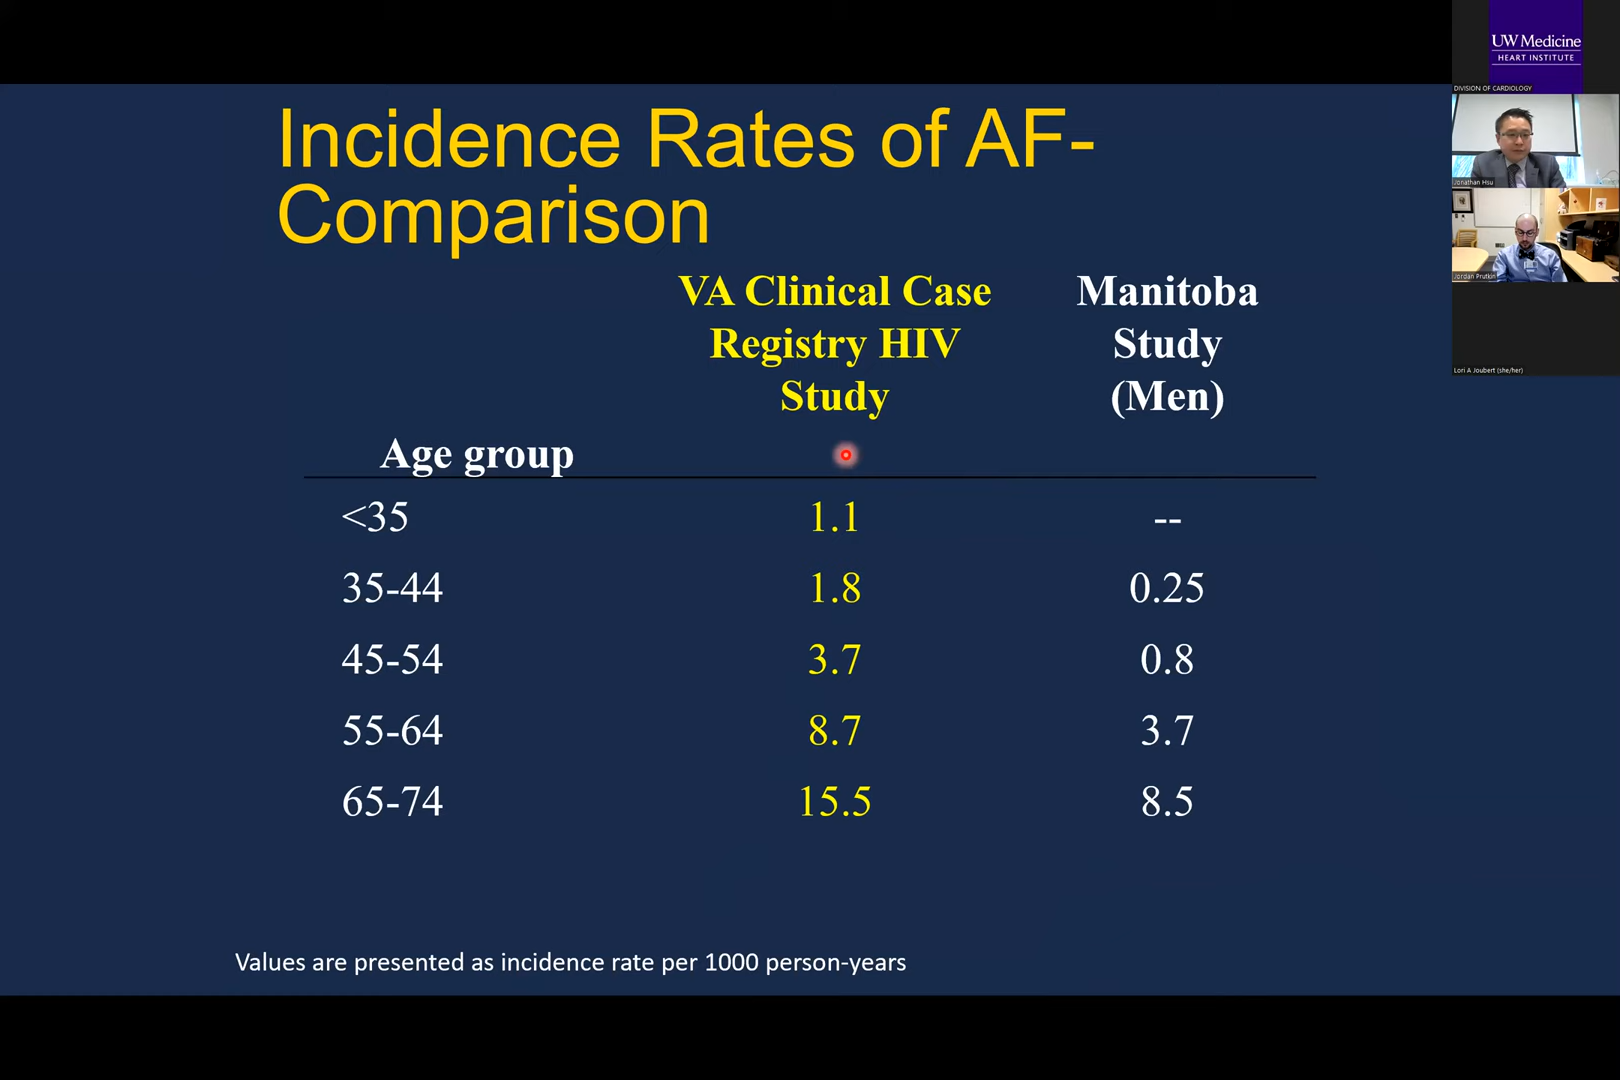 Incidence Rates of AF-
Comparison
VA Clinical Case
Registry HIV
Study
Manitoba
Study
(Men)
Age group
<35 1.1 --
35-44 1.8 0.25
45-54 3.7 0.8
55-64 8.7 3.7
65-74 15.5 8.5
Values are presented as incidence rate per 1000 person-years
UW Medicine
HEART INSTITUTE
DIVISION OF CARDIOLOGY
Jonathan Hsu
Jordan Prutkin
Lori A Joubert (she/her)